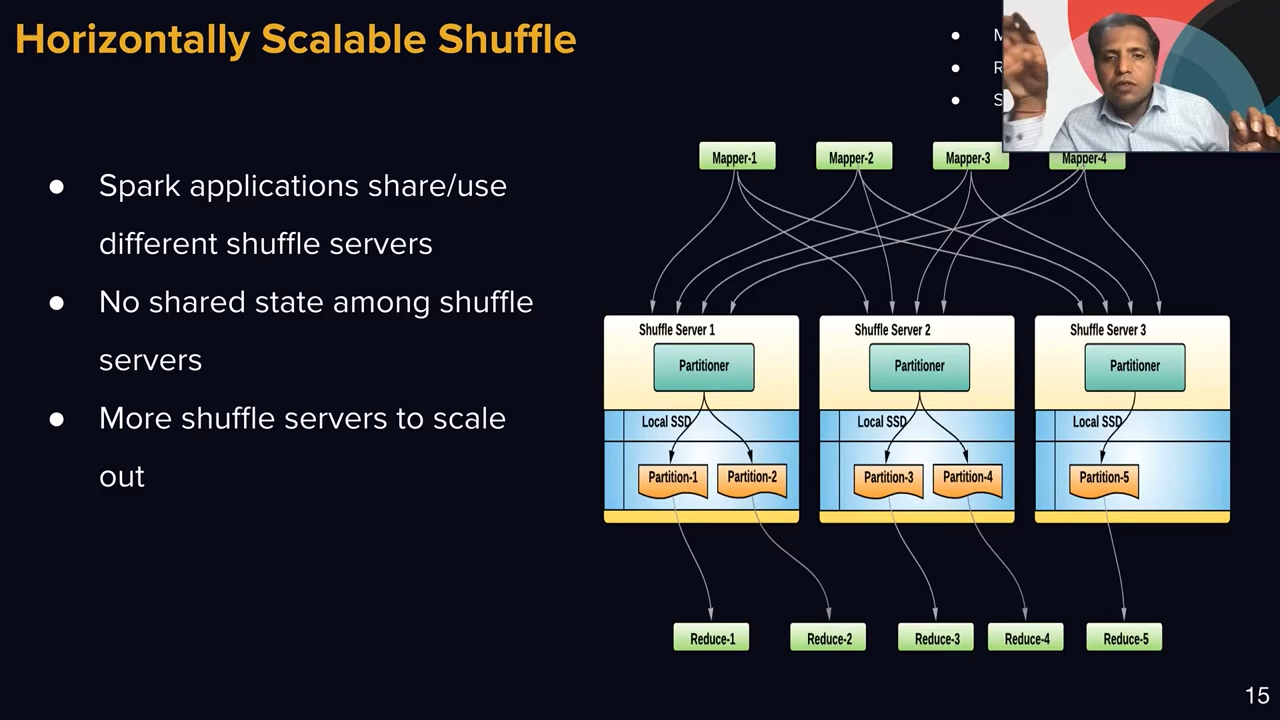 Horizontally Scalable Shuffle
● Spark applications share/use
different shuffle servers
● No shared state among shuffle
servers
● More shuffle servers to scale
out
Mapper-1 Mapper-2 Mapper-3 Mapper-4
Shuffle Server 1 Shuffle Server 2 Shuffle Server 3
Partitioner Partitioner Partitioner
Local SSD Local SSD Local SSD
Partition-1 Partition-2 Partition-3 Partition-4 Partition-5
Reduce-1 Reduce-2 Reduce-3 Reduce-4 Reduce-5
15